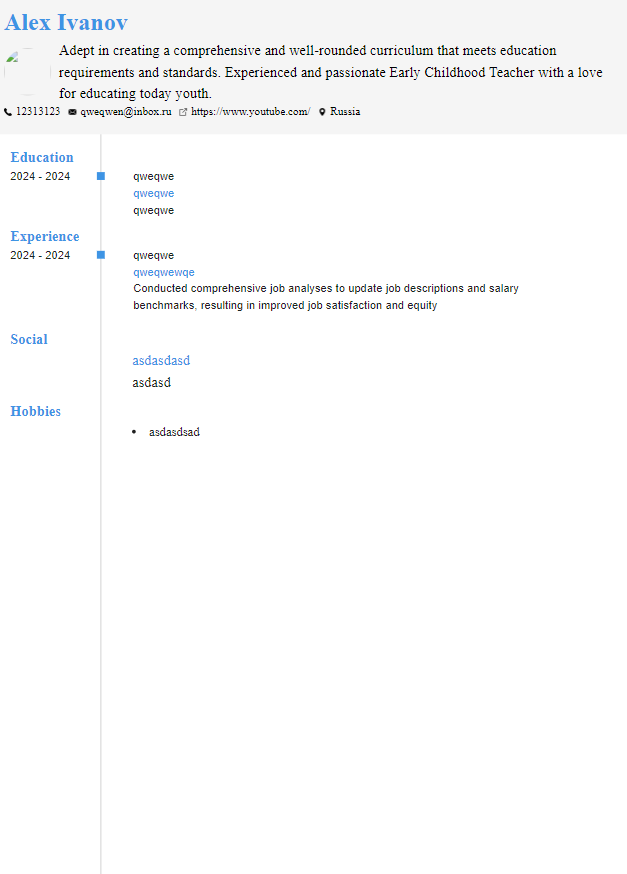 Alex Ivanov
Adept in creating a comprehensive and well-rounded curriculum that meets education
requirements and standards. Experienced and passionate Early Childhood Teacher with a love
for educating today youth.
12313123 qweqwen@inbox.ru https://www.youtube.com/ Russia
Education
2024 - 2024 qweqwe
qweqwe
qweqwe
Experience
2024 - 2024 qweqwe
qweqwewqe
Conducted comprehensive job analyses to update job descriptions and salary
benchmarks, resulting in improved job satisfaction and equity
Social
asdasdasd
asdasd
Hobbies
• asdasdsad